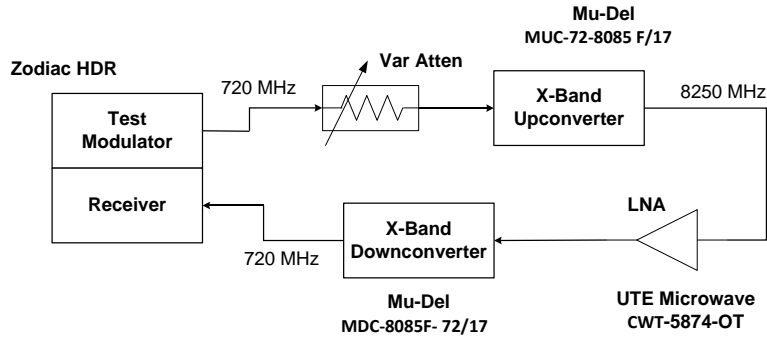 Mu-Del
MUC-72-8085 F/17
Zodiac HDR
Var Atten
720 MHz
Test
Modulator
X-Band
Upconverter
8250 MHz
Receiver
720 MHz
X-Band
Downconverter
LNA
Mu-Del
MDC-8085F- 72/17
UTE Microwave
CWT-5874-OT